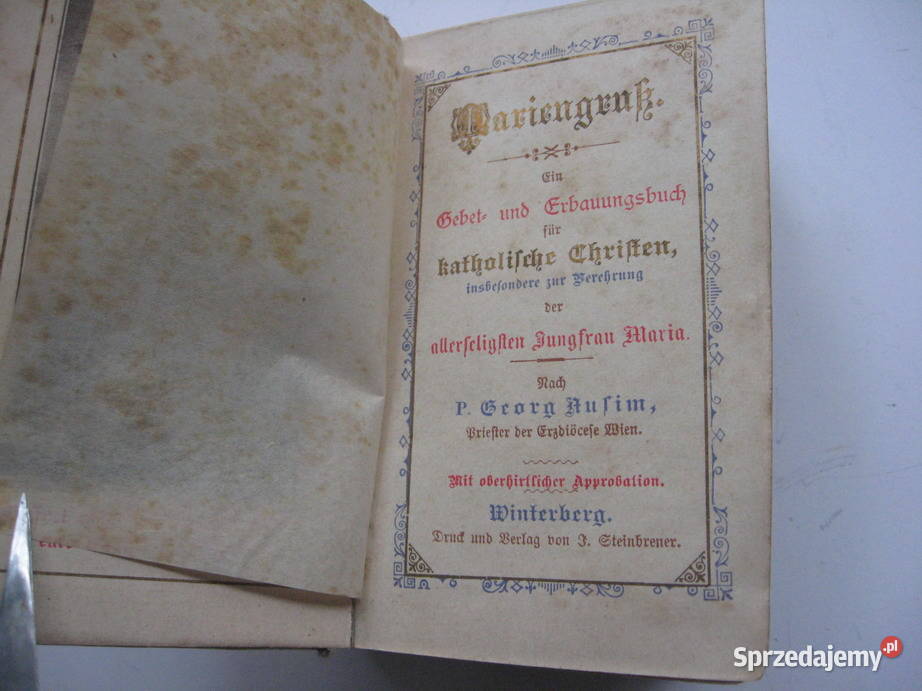 Mariengruß.
Ein
Gebet- und Erbauungsbuch
für
katholische Christen,
insbesondere zur Verehrung
der
allerseligsten Jungfrau Maria.
Nach
P. Georg Ausim,
Priester der Erzdiöcese Wien.
Mit oberhirtlicher Approbation.
Winterberg.
Druck und Verlag von J. Steinbrener.
Sprzedajemy.pl